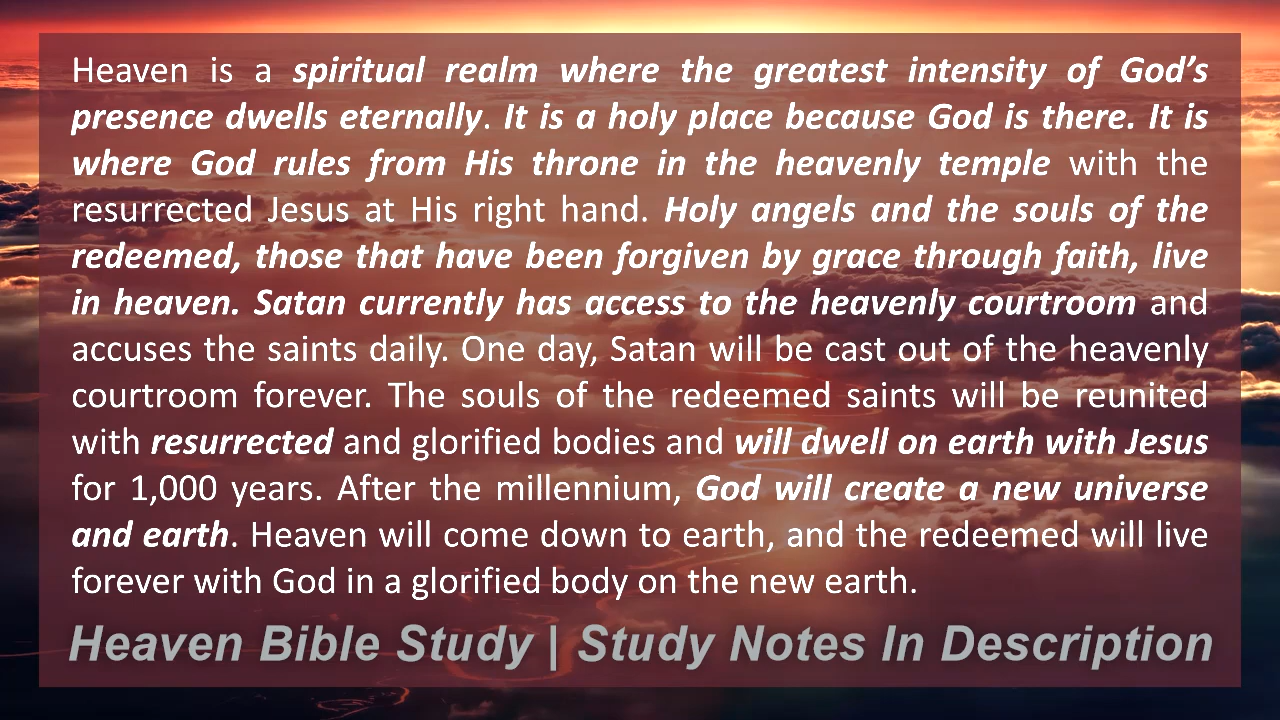 Heaven is a spiritual realm where the greatest intensity of God’s
presence dwells eternally. It is a holy place because God is there. It is
where God rules from His throne in the heavenly temple with the
resurrected Jesus at His right hand. Holy angels and the souls of the
redeemed, those that have been forgiven by grace through faith, live
in heaven. Satan currently has access to the heavenly courtroom and
accuses the saints daily. One day, Satan will be cast out of the heavenly
courtroom forever. The souls of the redeemed saints will be reunited
with resurrected and glorified bodies and will dwell on earth with Jesus
for 1,000 years. After the millennium, God will create a new universe
and earth. Heaven will come down to earth, and the redeemed will live
forever with God in a glorified body on the new earth.
Heaven Bible Study | Study Notes In Description